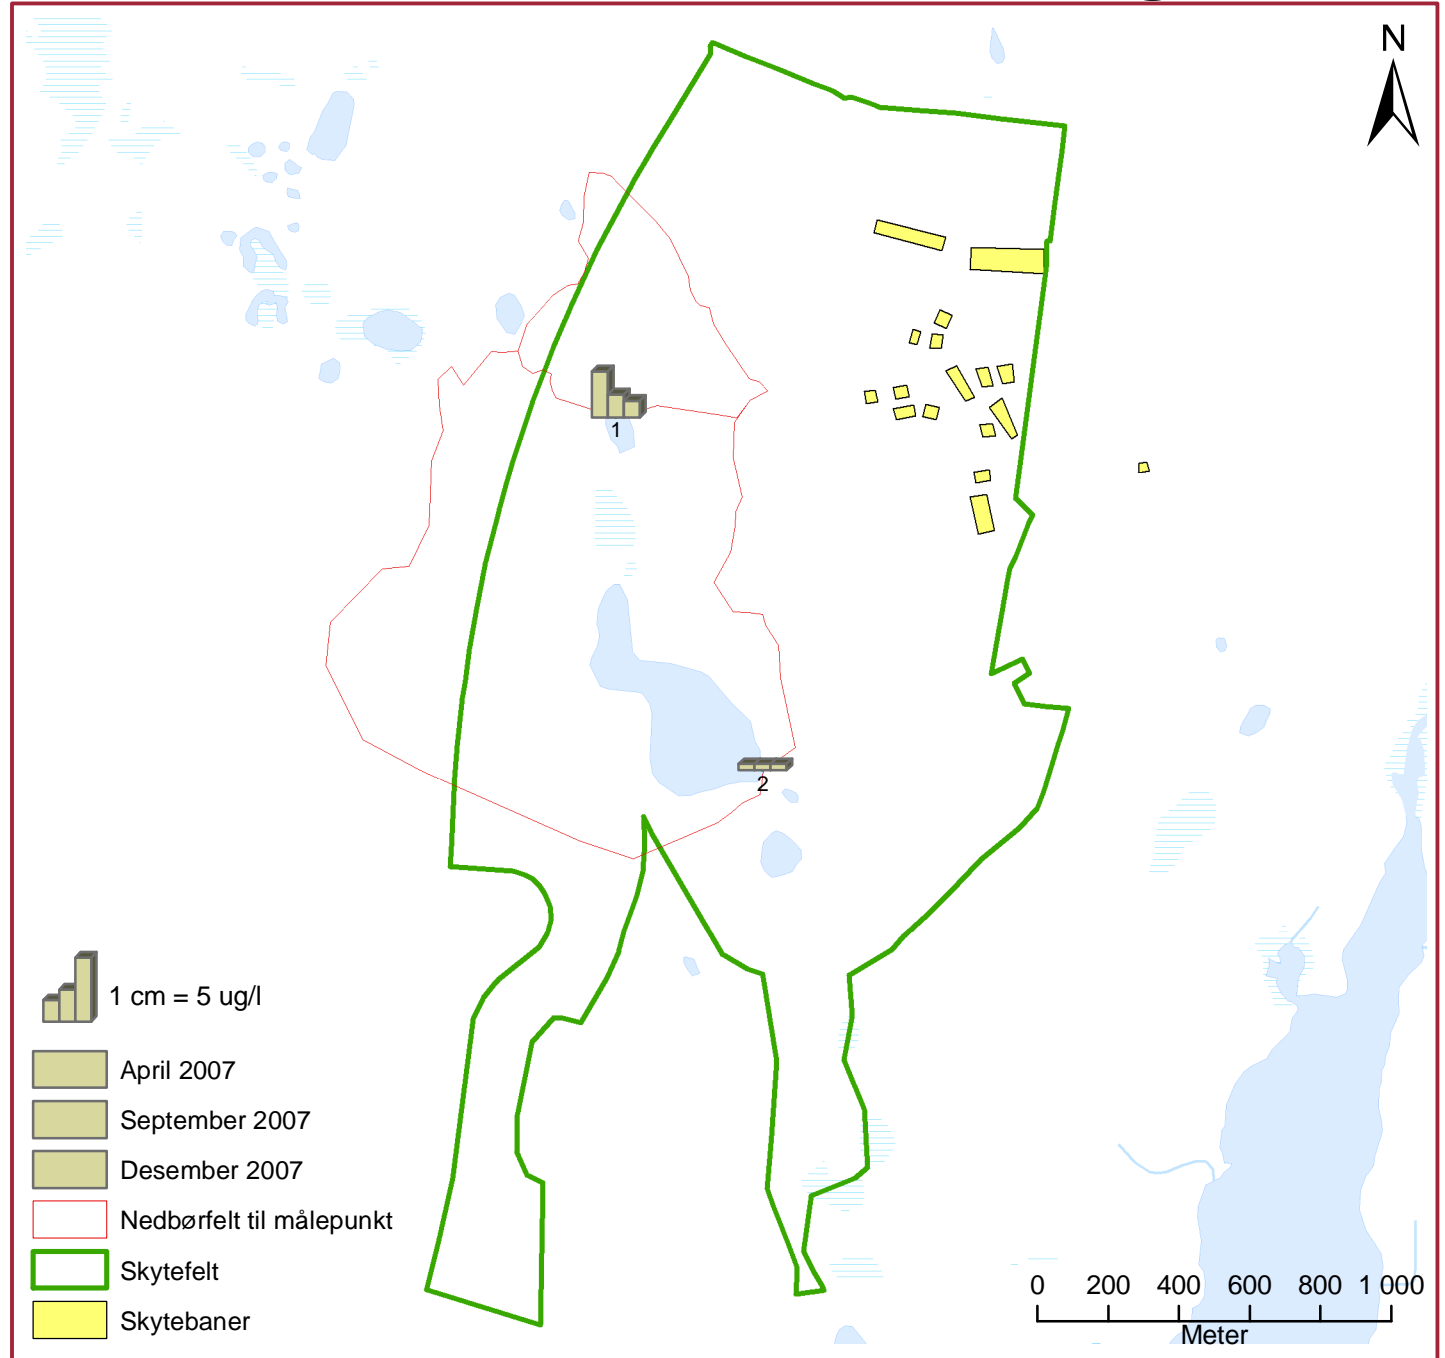 N
1
2
1 cm = 5 ug/l
April 2007
September 2007
Desember 2007
Nedbørfelt til målepunkt
Skytefelt
Skytebaner
0 200 400 600 800 1 000
Meter